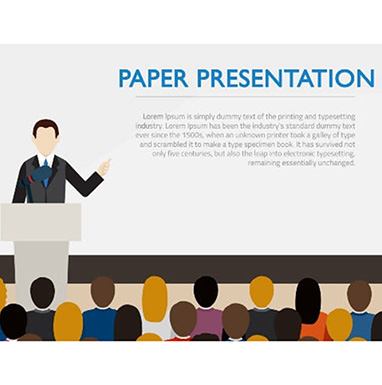 PAPER PRESENTATION
Lorem Ipsum is simply dummy text of the printing and typesetting
industry. Lorem Ipsum has been the industry's standard dummy text
ever since the 1500s, when an unknown printer took a galley of type
and scrambled it to make a type specimen book. It has survived not
only five centuries, but also the leap into electronic typesetting,
remaining essentially unchanged.